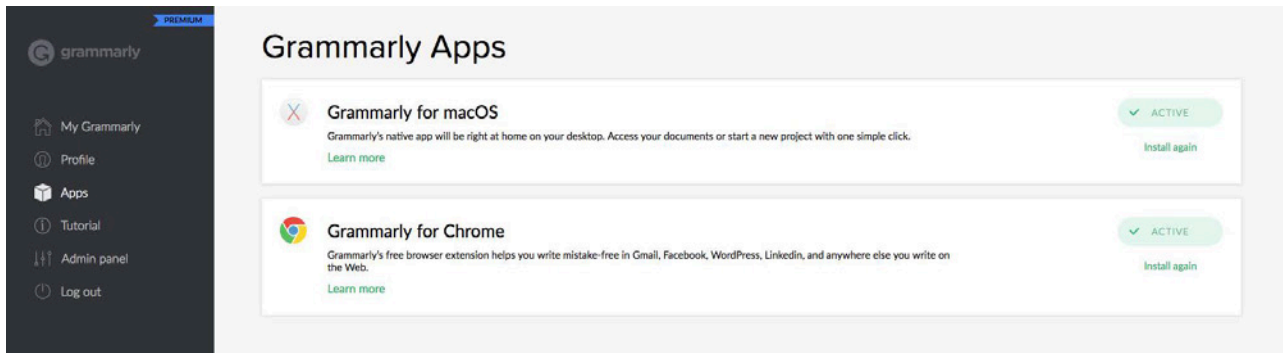 PREMIUM
grammarly
My Grammarly
Profile
Apps
Tutorial
Admin panel
Log out
Grammarly Apps
Grammarly for macOS
Grammarly's native app will be right at home on your desktop. Access your documents or start a new project with one simple click.
Learn more
ACTIVE
Install again
Grammarly for Chrome
Grammarly's free browser extension helps you write mistake-free in Gmail, Facebook, WordPress, Linkedin, and anywhere else you write on
the Web.
Learn more
ACTIVE
Install again